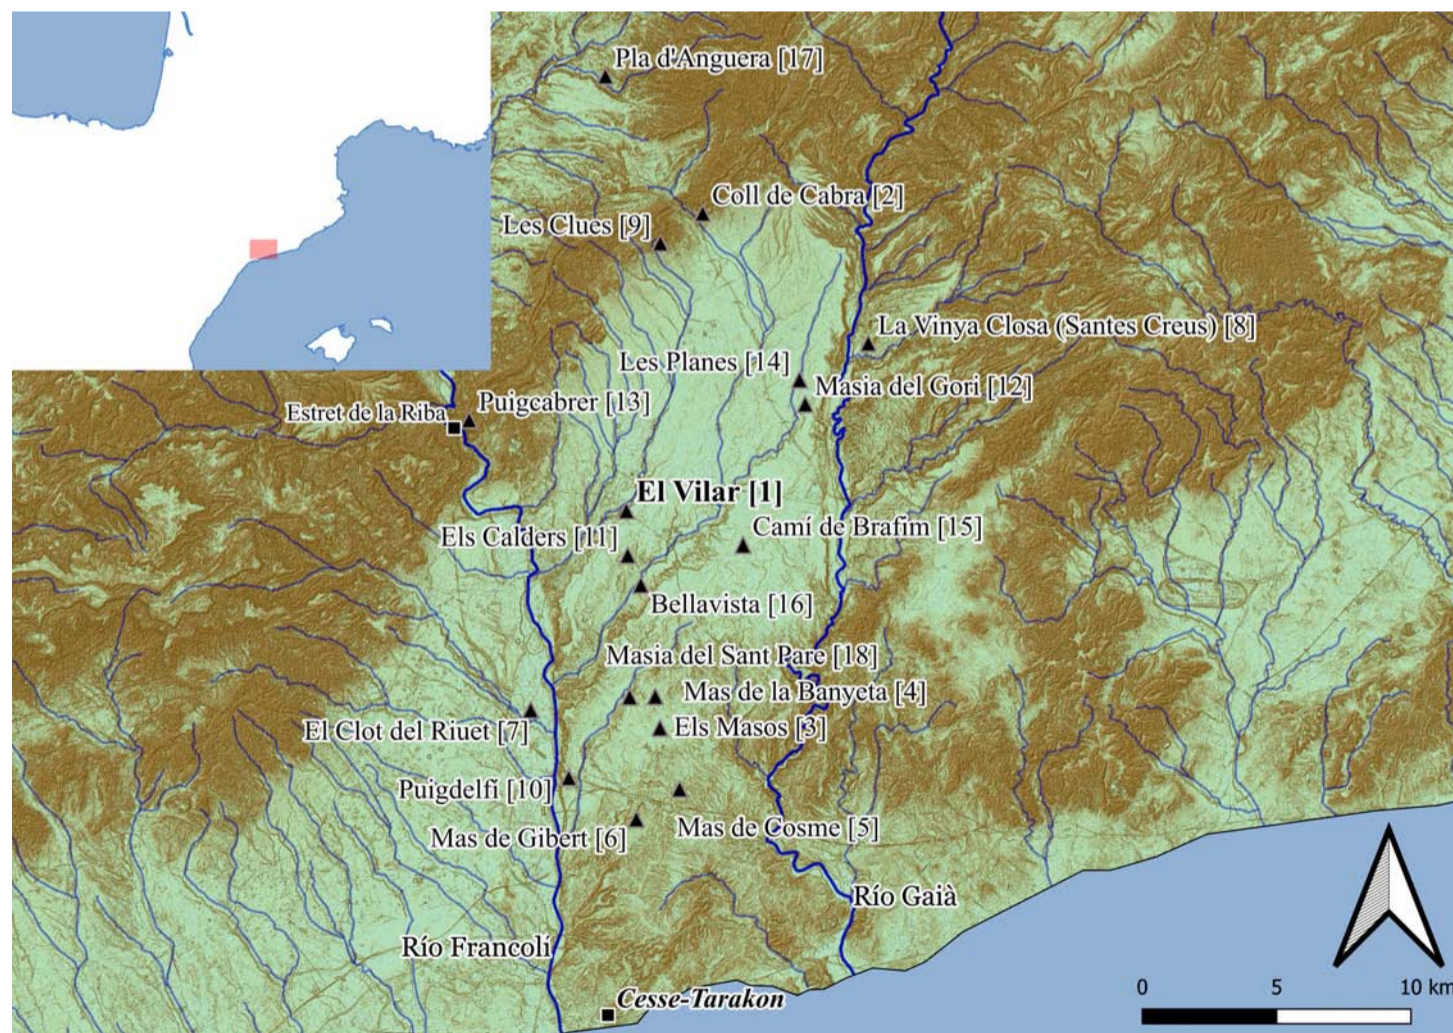 Pla d'Anguera [17]
Coll de Cabra [2]
Les Clues [9]
La Vinya Closa (Santes Creus) [8]
Les Planes [14]
Masia del Gori [12]
Puigcabrer [13]
Estret de la Riba
El Vilar [1]
Camí de Brafim [15]
Els Calders [11]
Bellavista [16]
Masia del Sant Pare [18]
Mas de la Banyeta [4]
El Clot del Riuet [7]
Els Masos [3]
Puigdelfí [10]
Mas de Gibert [6]
Mas de Cosme [5]
Río Gaià
Río Francolí
Cesse-Tarakon
0 5 10 km